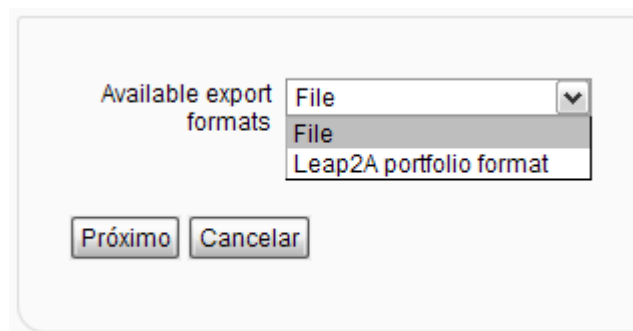 Available export formats
File
File
Leap2A portfolio format
Próximo Cancelar